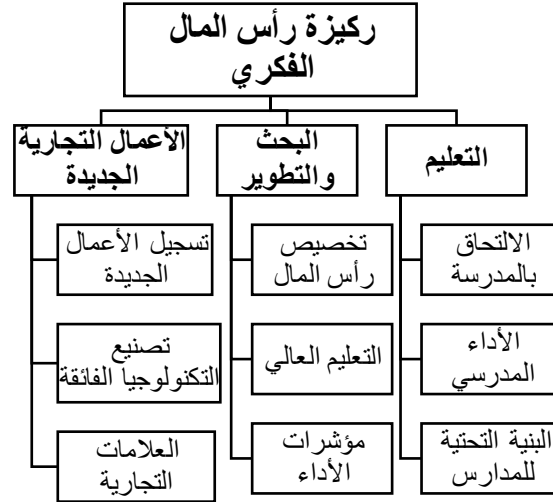 ركيزة رأس المال
الفكري
التعليم
الالتحاق
بالمدرسة
الأداء
المدرسي
البنية التحتية
للمدارس
البحث
والتطوير
تخصيص
رأس المال
التعليم العالي
مؤشرات
الأداء
الأعمال التجارية
الجديدة
تسجيل الأعمال
الجديدة
تصنيع
التكنولوجيا الفائقة
العلامات
التجارية